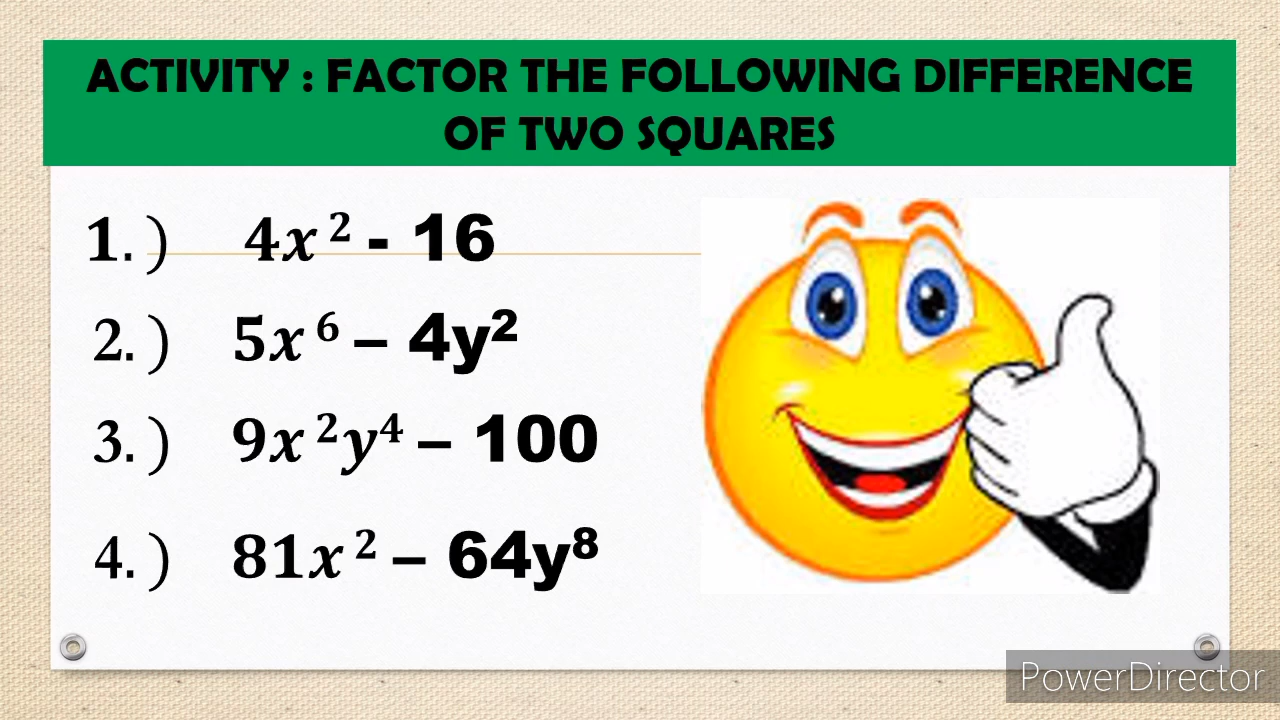 ACTIVITY : FACTOR THE FOLLOWING DIFFERENCE
OF TWO SQUARES
1. ) 4x² - 16
2. ) 5x⁶ – 4y²
3. ) 9x²y⁴ – 100
4. ) 81x² – 64y⁸
PowerDirector